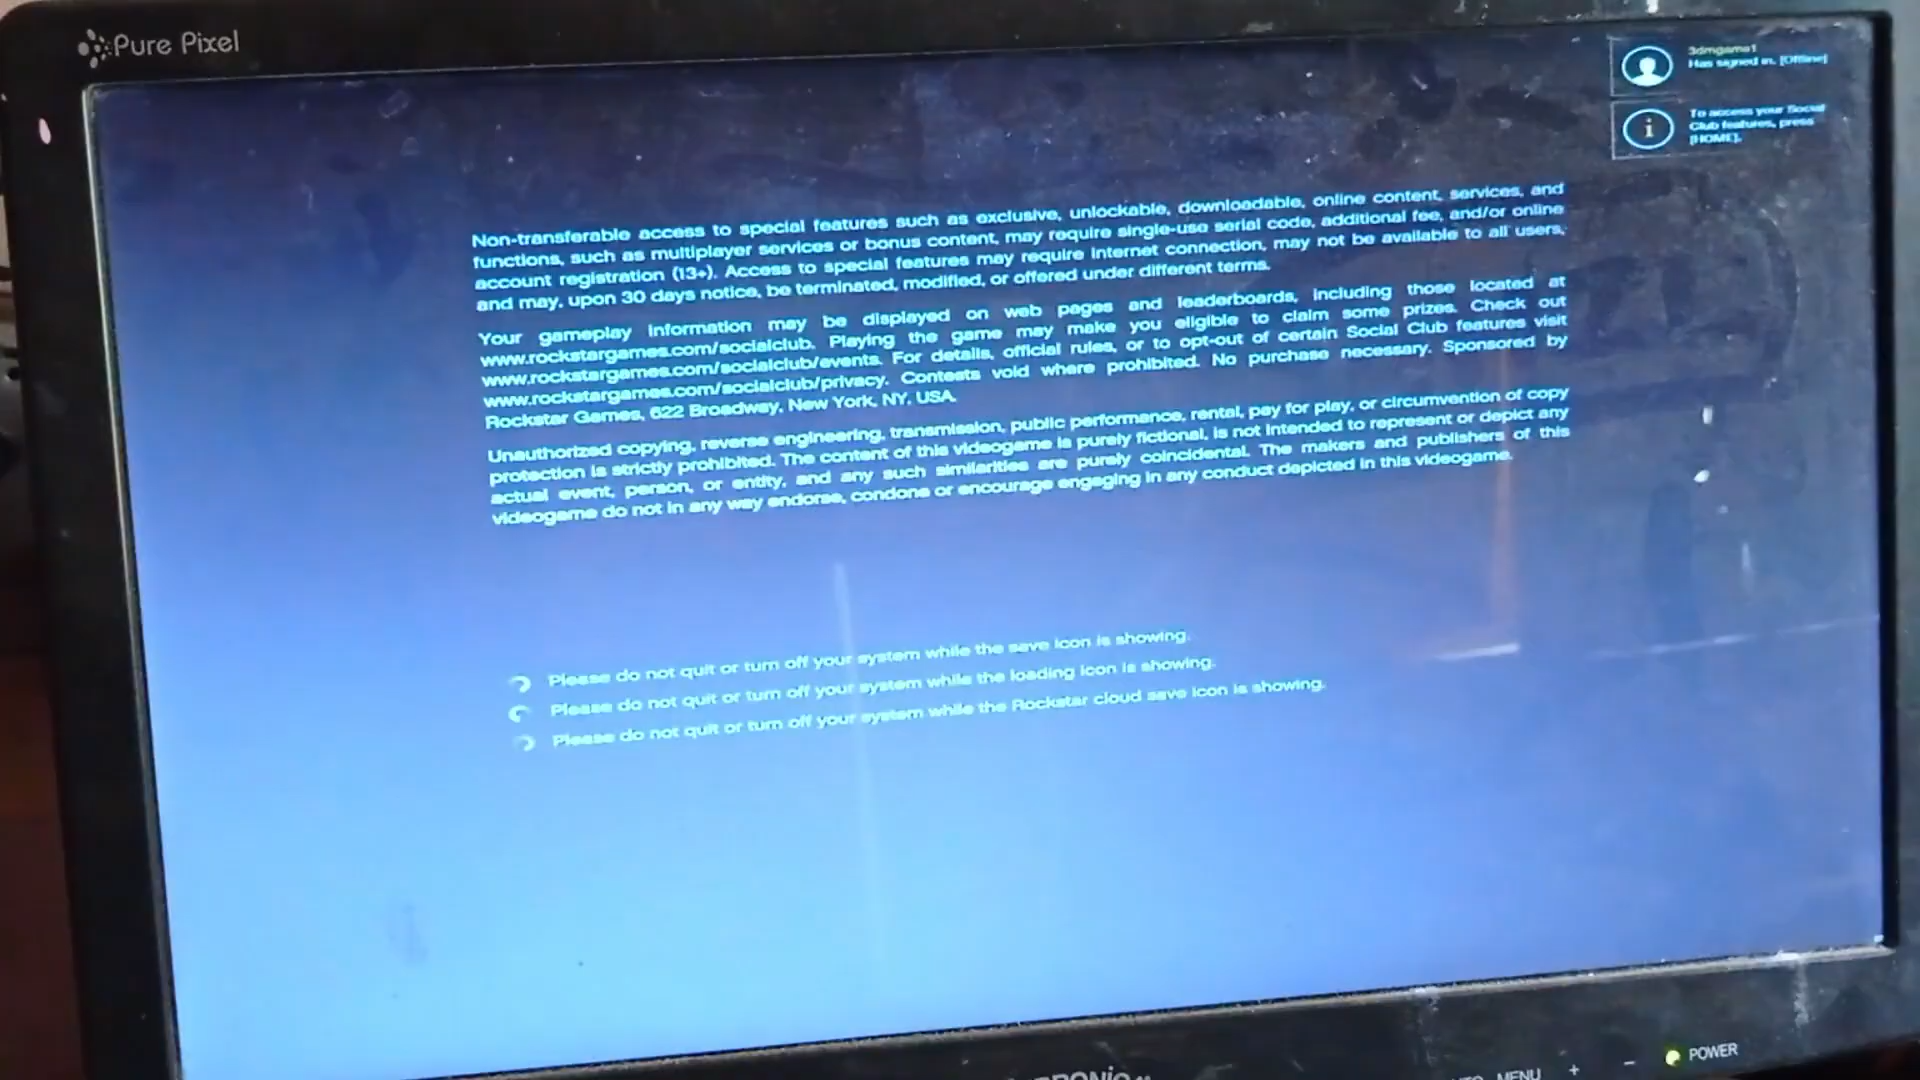 Pure Pixel
3dmgame1
Has signed in. [Offline]
To access your Social
Club features, press
[HOME].
Non-transferable access to special features such as exclusive, unlockable, downloadable, online content, services, and
functions, such as multiplayer services or bonus content, may require single-use serial code, additional fee, and/or online
account registration (13+). Access to special features may require internet connection, may not be available to all users,
and may, upon 30 days notice, be terminated, modified, or offered under different terms.
Your gameplay information may be displayed on web pages and leaderboards, including those located at
www.rockstargames.com/socialclub. Playing the game may make you eligible to claim some prizes. Check out
www.rockstargames.com/socialclub/events. For details, official rules, or to opt-out of certain Social Club features visit
www.rockstargames.com/socialclub/privacy. Contests void where prohibited. No purchase necessary. Sponsored by
Rockstar Games, 622 Broadway, New York, NY, USA.
Unauthorized copying, reverse engineering, transmission, public performance, rental, pay for play, or circumvention of copy
protection is strictly prohibited. The content of this videogame is purely fictional, is not intended to represent or depict any
actual event, person, or entity, and any such similarities are purely coincidental. The makers and publishers of this
videogame do not in any way endorse, condone or encourage engaging in any conduct depicted in this videogame.
Please do not quit or turn off your system while the save icon is showing.
Please do not quit or turn off your system while the loading icon is showing.
Please do not quit or turn off your system while the Rockstar cloud save icon is showing.
MENU + - POWER